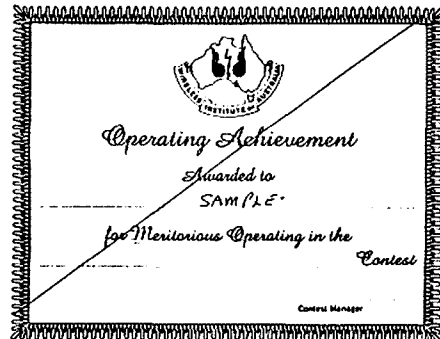 WIRELESS INSTITUTE OF AUSTRALIA
Operating Achievement
Awarded to
SAMPLE
for Meritorious Operating in the
Contest
Contest Manager